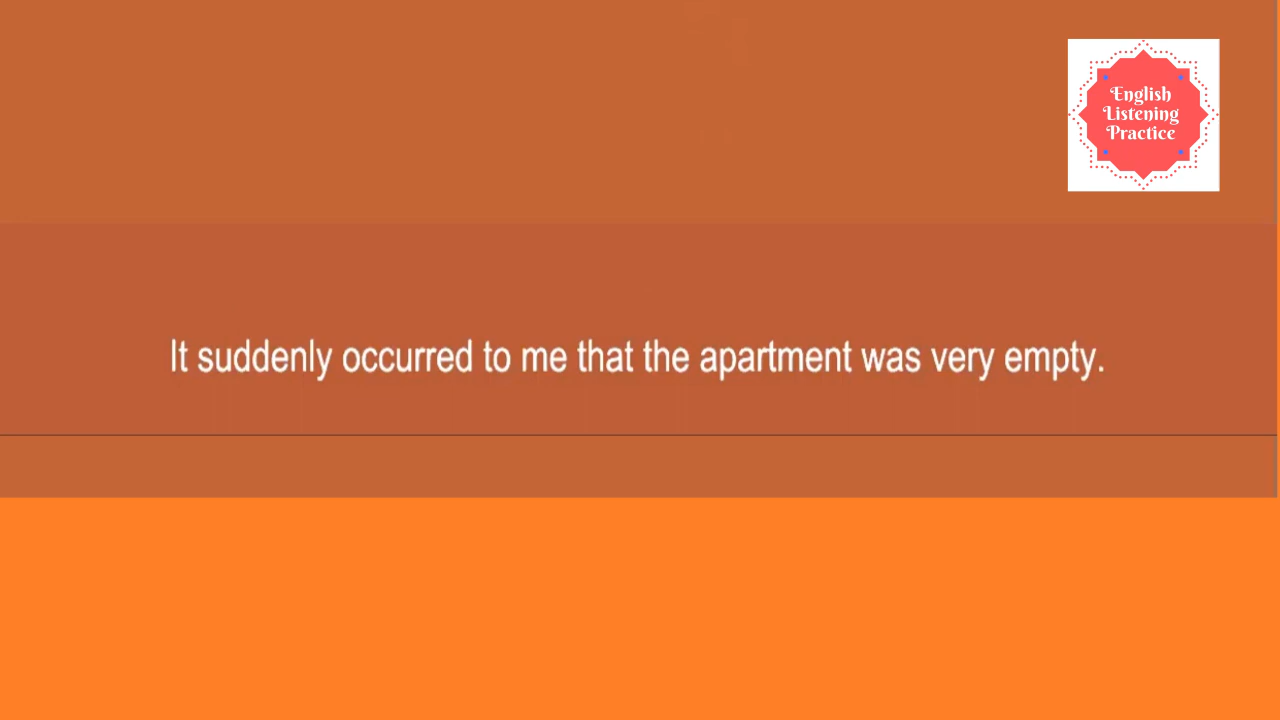 English
Listening
Practice
It suddenly occurred to me that the apartment was very empty.